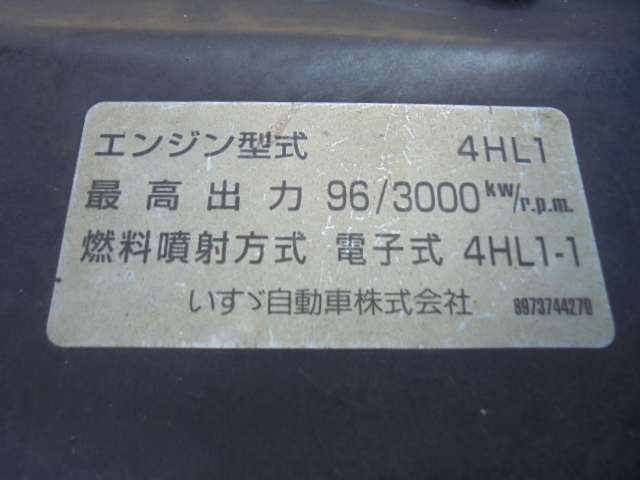 エンジン型式 4HL1
最高出力 96/3000 kw/r.p.m.
燃料噴射方式 電子式 4HL1-1
いすゞ自動車株式会社 8973744270